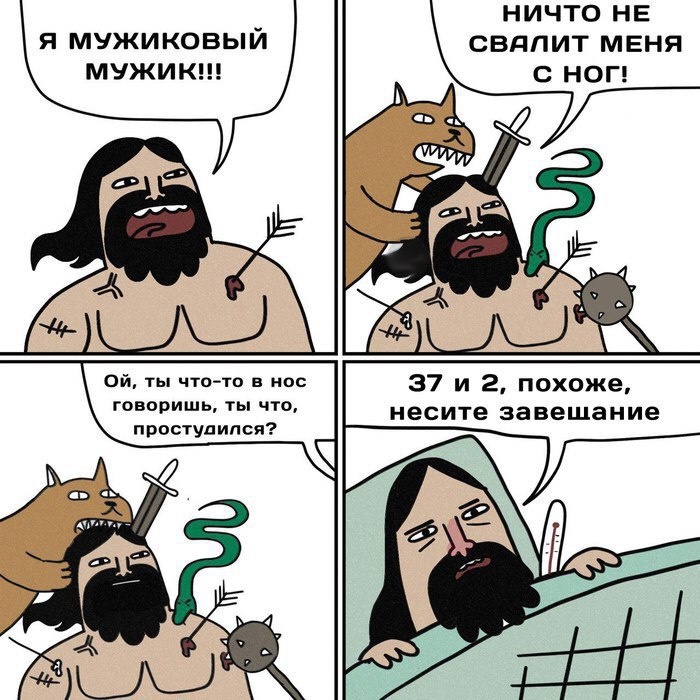 Я МУЖИКОВЫЙ
МУЖИК!!!
НИЧТО НЕ
СВАЛИТ МЕНЯ
С НОГ!
Ой, ты что-то в нос
говоришь, ты что,
простудился?
37 и 2, похоже,
несите завещание